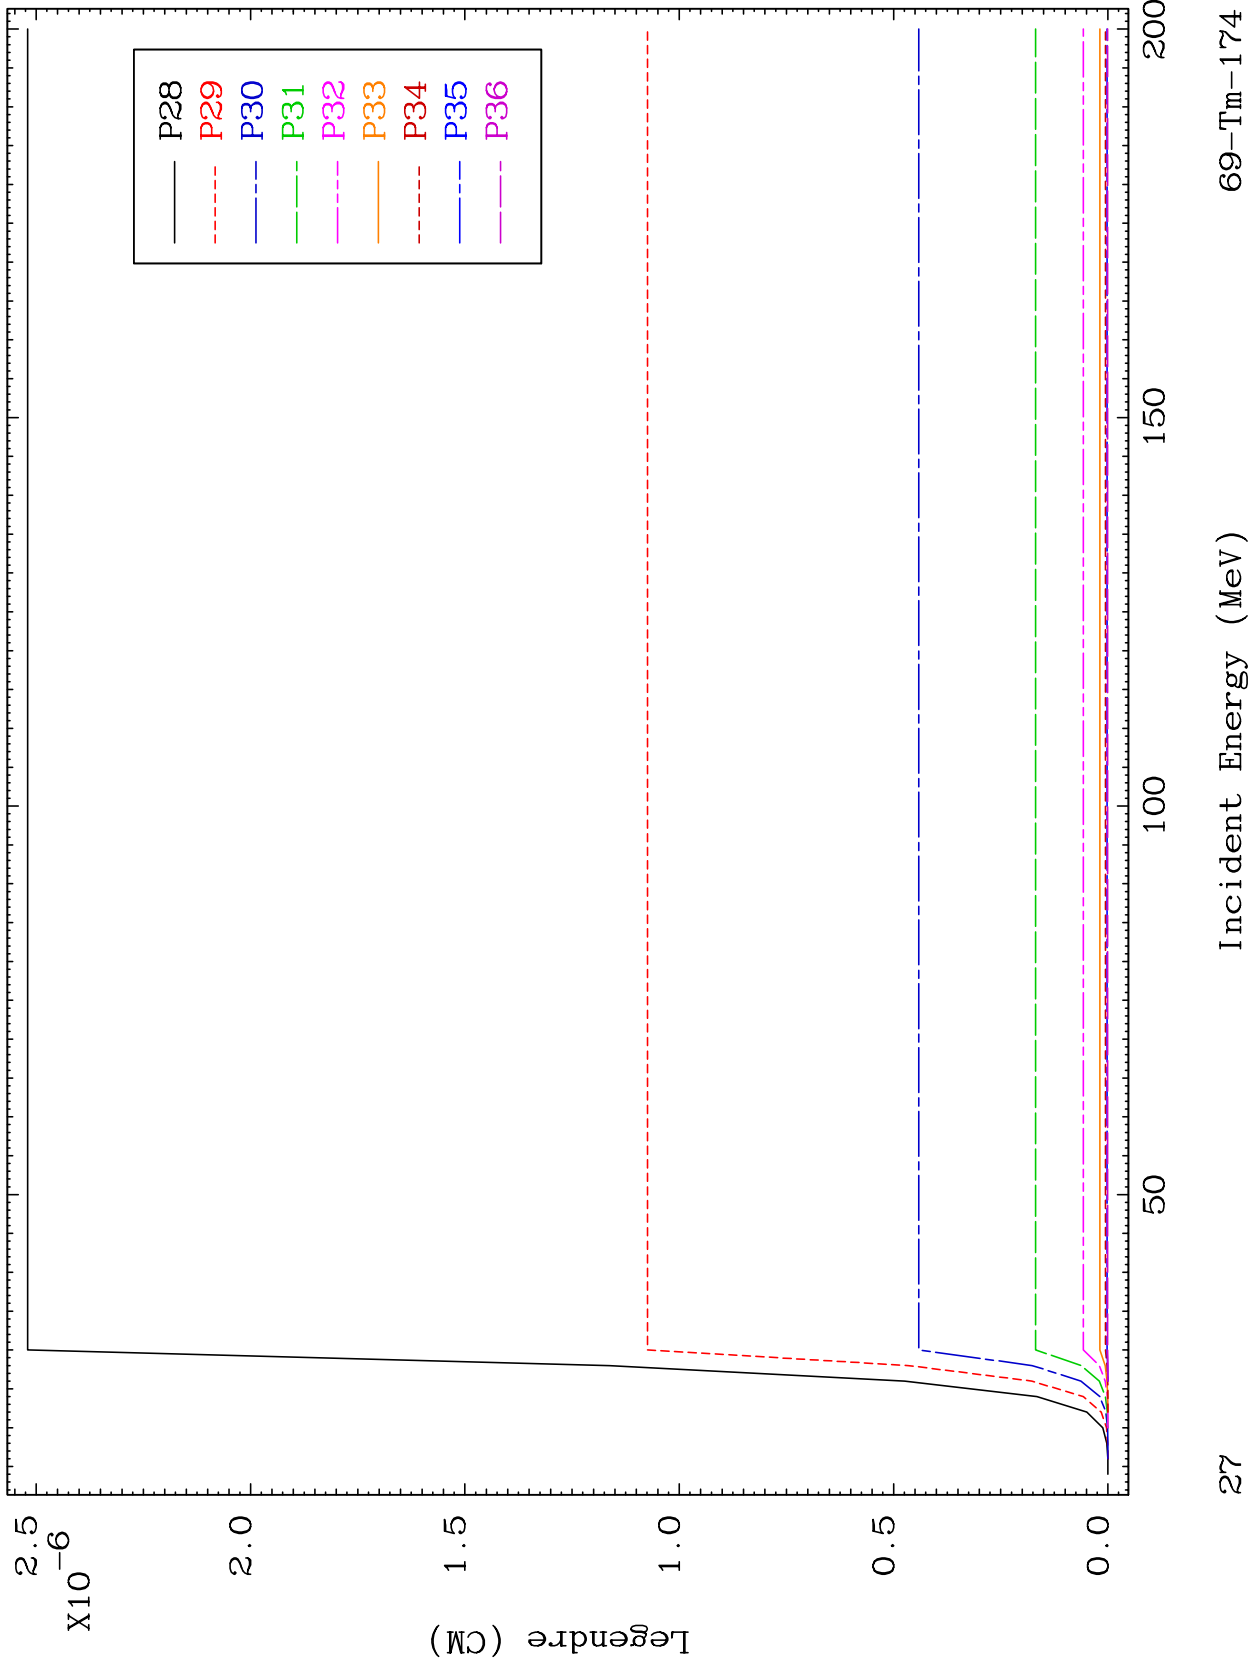 P28
P29
P30
P31
P32
P33
P34
P35
P36
2.5
X10-6
2.0
1.5
1.0
0.5
0.0
Legendre (CM)
50
100
150
200
Incident Energy (MeV)
27
69-Tm-174